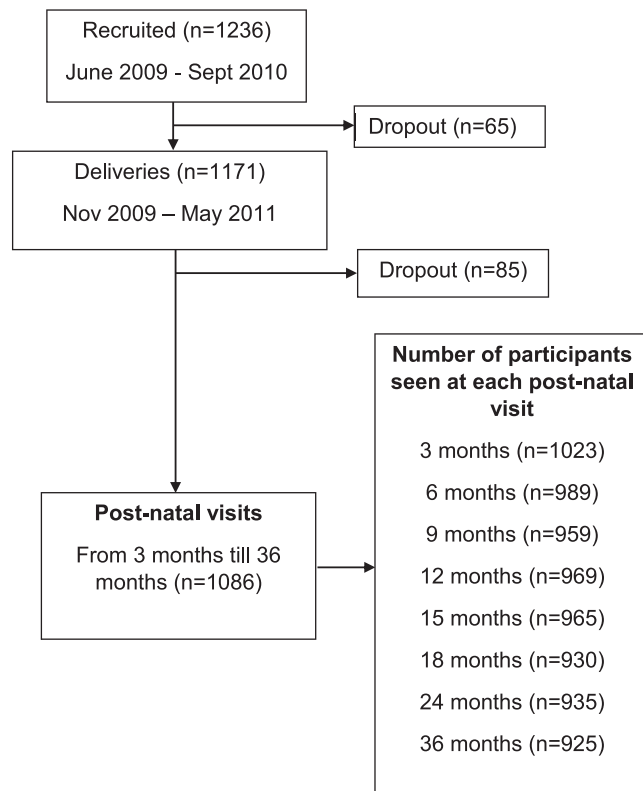 Recruited (n=1236)
June 2009 - Sept 2010
Dropout (n=65)
Deliveries (n=1171)
Nov 2009 – May 2011
Dropout (n=85)
Number of participants
seen at each post-natal
visit
3 months (n=1023)
6 months (n=989)
9 months (n=959)
12 months (n=969)
15 months (n=965)
18 months (n=930)
24 months (n=935)
36 months (n=925)
Post-natal visits
From 3 months till 36
months (n=1086)